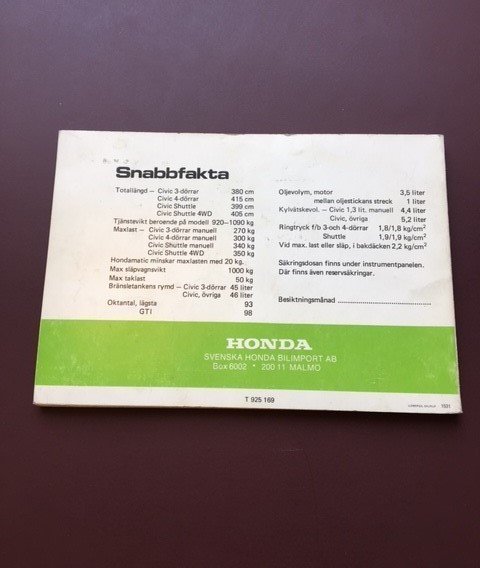 Snabbfakta
Totallängd — Civic 3-dörrar 380 cm
Civic 4-dörrar 415 cm
Civic Shuttle 399 cm
Civic Shuttle 4WD 405 cm
Tjänstevikt beroende på modell 920–1090 kg
Maxlast — Civic 3-dörrar manuell 270 kg
Civic 4-dörrar manuell 300 kg
Civic Shuttle manuell 340 kg
Civic Shuttle 4WD 350 kg
Hondamatic minskar maxlasten med 20 kg.
Max släpvagnsvikt 1000 kg
Max taklast 50 kg
Bränsletankens rymd — Civic 3-dörrar 45 liter
Civic, övriga 46 liter
Oktantal, lägsta 93
GTI 98
Oljevolym, motor 3,5 liter
mellan oljestickans streck 1 liter
Kylvätskevol. — Civic 1,3 lit. manuell 4,4 liter
Civic, övriga 5,2 liter
Ringtryck f/b 3-och 4-dörrar 1,8/1,8 kg/cm²
Shuttle 1,9/1,9 kg/cm²
Vid max. last eller släp, i bakdäcken 2,2 kg/cm²
Säkringsdosan finns under instrumentpanelen.
Där finns även reservsäkringar.
Besiktningsmånad
HONDA
SVENSKA HONDA BILIMPORT AB
Box 6002 · 200 11 MALMÖ
T 925 169
1531